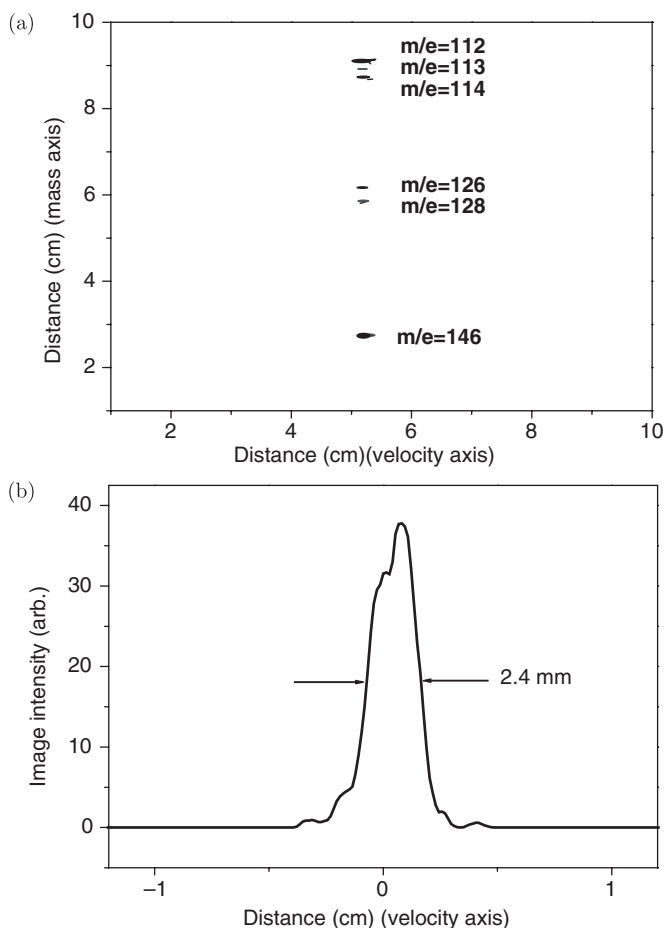 (a)
10
8
6
4
2
Distance (cm) (mass axis)
m/e=112
m/e=113
m/e=114
m/e=126
m/e=128
m/e=146
2 4 6 8 10
Distance (cm)(velocity axis)
(b)
40
30
20
10
0
Image intensity (arb.)
2.4 mm
−1 0 1
Distance (cm) (velocity axis)